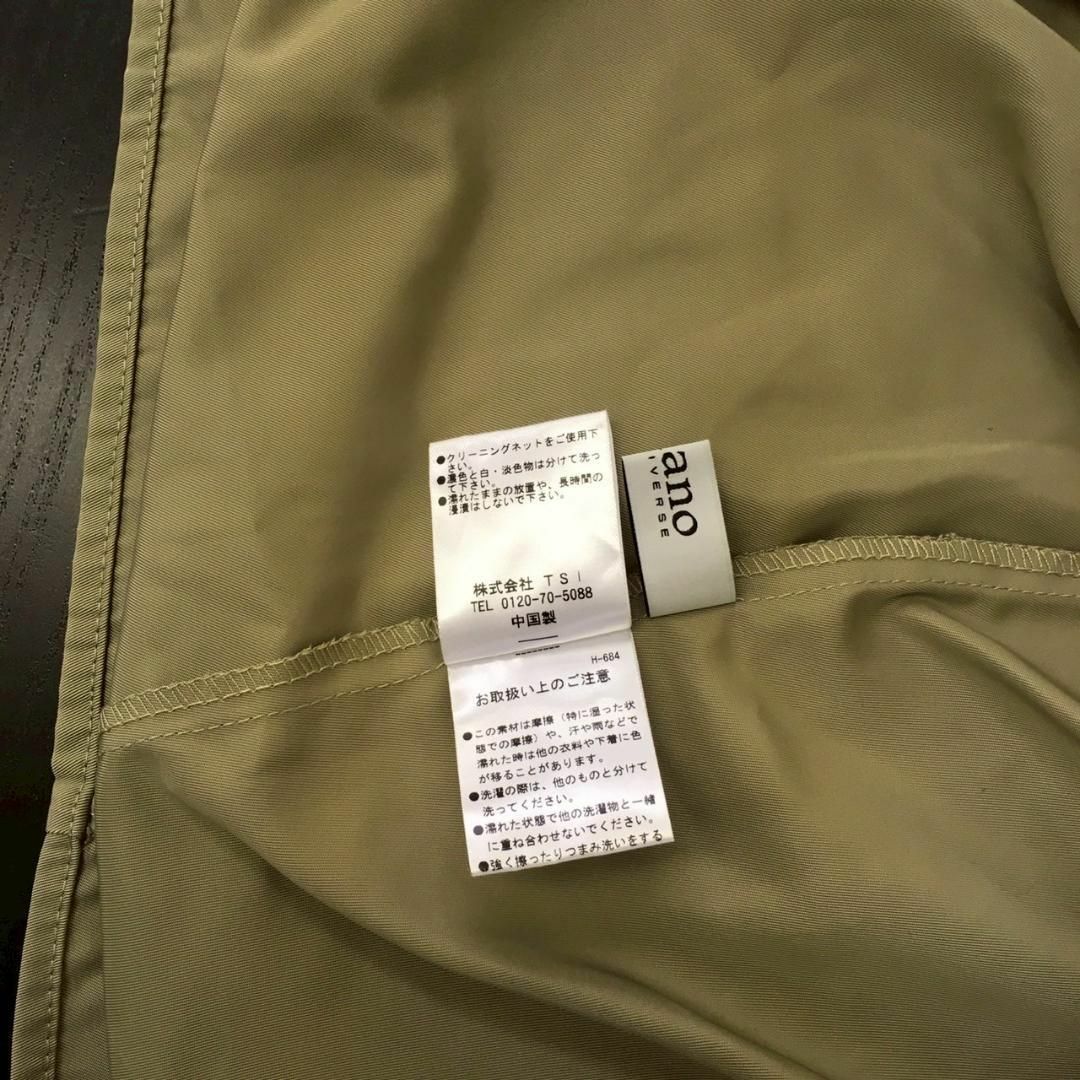 ●クリーニングネットをご使用下
さい。
●濃色と白・淡色物は分けて洗っ
て下さい。
●濡れたままの放置や、長時間の
浸漬はしないで下さい。
株式会社 TSI
TEL 0120-70-5088
中国製
ano
IVERSE
H-684
お取扱い上のご注意
●この素材は摩擦（特に湿った状
態での摩擦）や、汗や雨などで
濡れた時は他の衣料や下着に色
が移ることがあります。
●洗濯の際は、他のものと分けて
洗ってください。
●濡れた状態で他の洗濯物と一緒
に重ね合わせないでください。
●強く擦ったりつまみ洗いをする